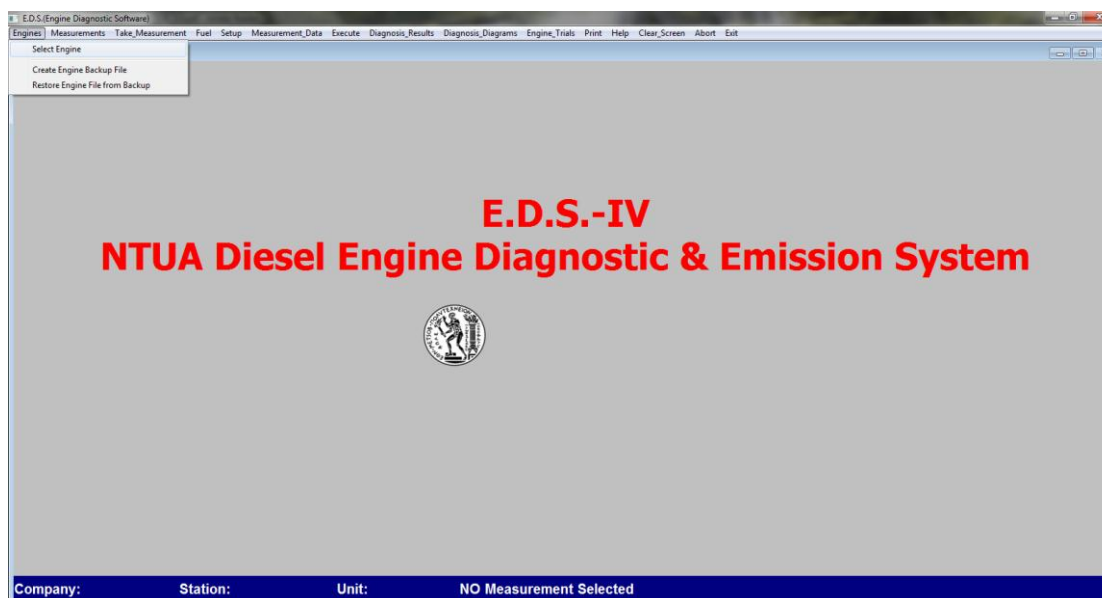 E.D.S.(Engine Diagnostic Software)
Engines Measurements Take_Measurement Fuel Setup Measurement_Data Execute Diagnosis_Results Diagnosis_Diagrams Engine_Trials Print Help Clear_Screen Abort Exit
Select Engine
Create Engine Backup File
Restore Engine File from Backup
E.D.S.-IV
NTUA Diesel Engine Diagnostic & Emission System
Company: Station: Unit: NO Measurement Selected